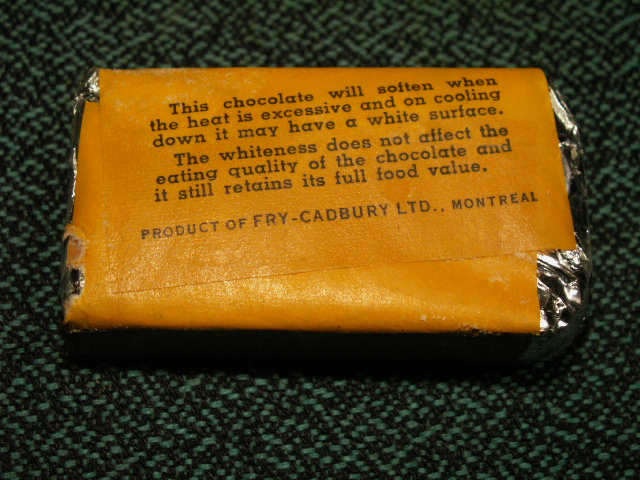 This chocolate will soften when
the heat is excessive and on cooling
down it may have a white surface.
The whiteness does not affect the
eating quality of the chocolate and
it still retains its full food value.
PRODUCT OF FRY-CADBURY LTD., MONTREAL